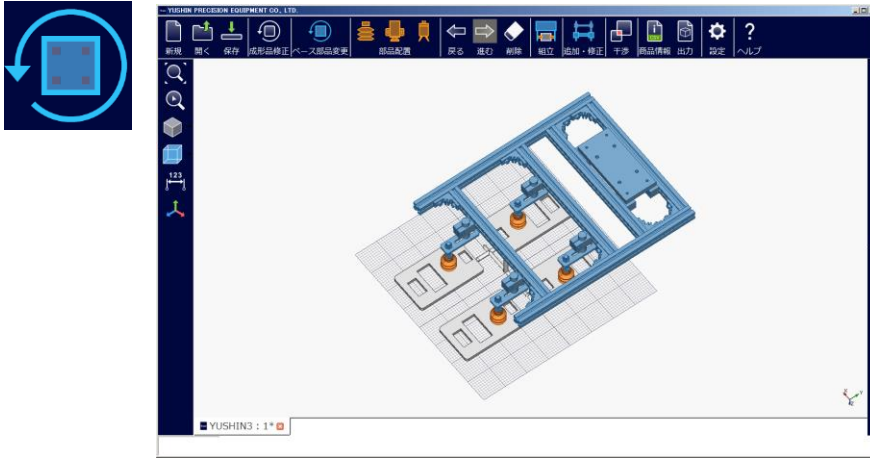 YUSHIN PRECISION EQUIPMENT CO., LTD.
新規 開く 保存 成形品修正 ベース部品変更 部品配置 戻る 進む 削除 組立 追加・修正 干渉 商品情報 出力 設定 ヘルプ
123
YUSHIN3 : 1*